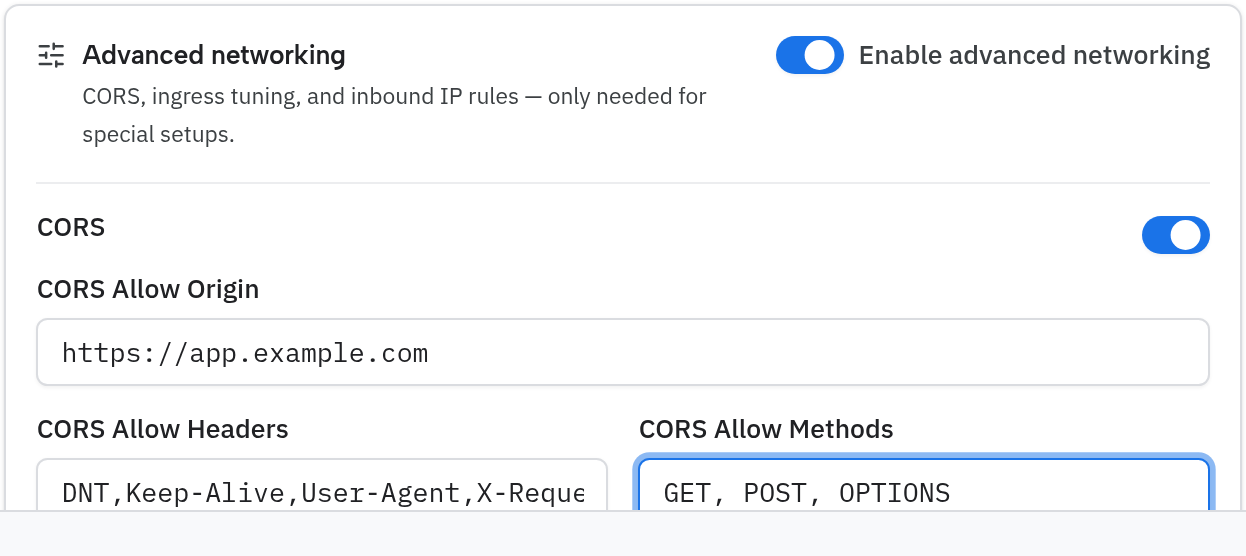 Advanced networking
Enable advanced networking
CORS, ingress tuning, and inbound IP rules — only needed for
special setups.
CORS
CORS Allow Origin
https://app.example.com
CORS Allow Headers
CORS Allow Methods
DNT,Keep-Alive,User-Agent,X-Reque
GET, POST, OPTIONS